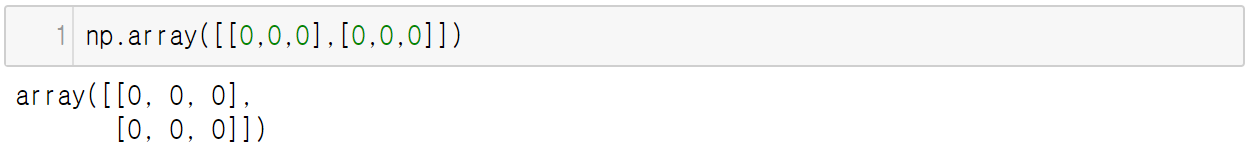 1 np.array([[0,0,0],[0,0,0]])
array([[0, 0, 0],
       [0, 0, 0]])